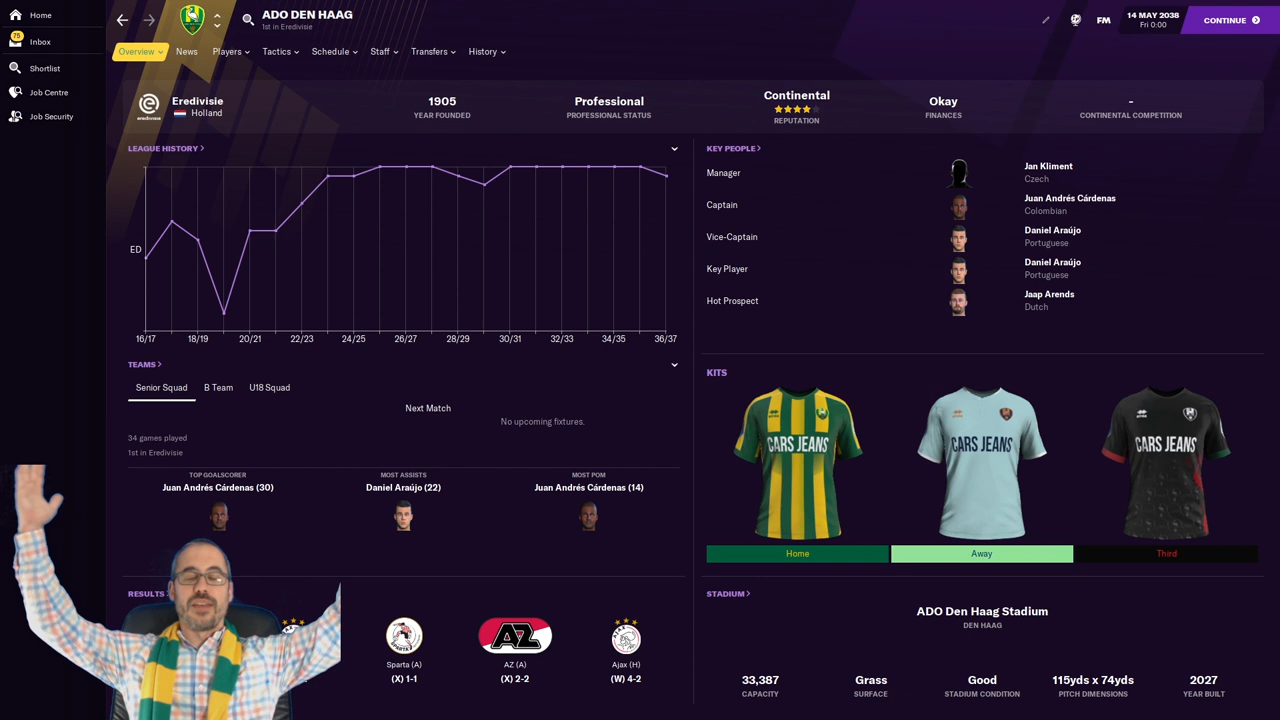 Home
75
Inbox
Shortlist
Job Centre
Job Security
ADO DEN HAAG
1st in Eredivisie
FM
14 MAY 2038
Fri 0:00
CONTINUE
Overview
News
Players
Tactics
Schedule
Staff
Transfers
History
eredivisie
Eredivisie
Holland
1905
YEAR FOUNDED
Professional
PROFESSIONAL STATUS
Continental
REPUTATION
Okay
FINANCES
-
CONTINENTAL COMPETITION
LEAGUE HISTORY
ED
16/17 18/19 20/21 22/23 24/25 26/27 28/29 30/31 32/33 34/35 36/37
KEY PEOPLE
Manager
Jan Kliment
Czech
Captain
Juan Andrés Cárdenas
Colombian
Vice-Captain
Daniel Araújo
Portuguese
Key Player
Daniel Araújo
Portuguese
Hot Prospect
Jaap Arends
Dutch
TEAMS
Senior Squad
B Team
U18 Squad
Next Match
No upcoming fixtures.
34 games played
1st in Eredivisie
TOP GOALSCORER
Juan Andrés Cárdenas (30)
MOST ASSISTS
Daniel Araújo (22)
MOST POM
Juan Andrés Cárdenas (14)
KITS
CARS JEANS
CARS JEANS
CARS JEANS
Home
Away
Third
RESULTS
SPARTA
Sparta (A)
(X) 1-1
AZ
AZ (A)
(X) 2-2
Ajax (H)
(W) 4-2
STADIUM
ADO Den Haag Stadium
DEN HAAG
33,387
CAPACITY
Grass
SURFACE
Good
STADIUM CONDITION
115yds x 74yds
PITCH DIMENSIONS
2027
YEAR BUILT